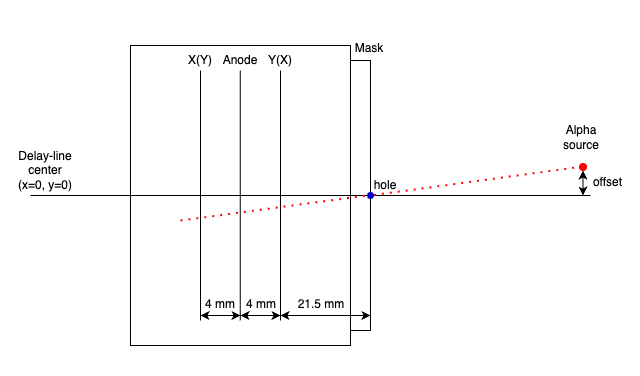 Mask
X(Y) Anode Y(X)
Alpha
source
Delay-line
center
(x=0, y=0)
hole
offset
4 mm 4 mm 21.5 mm